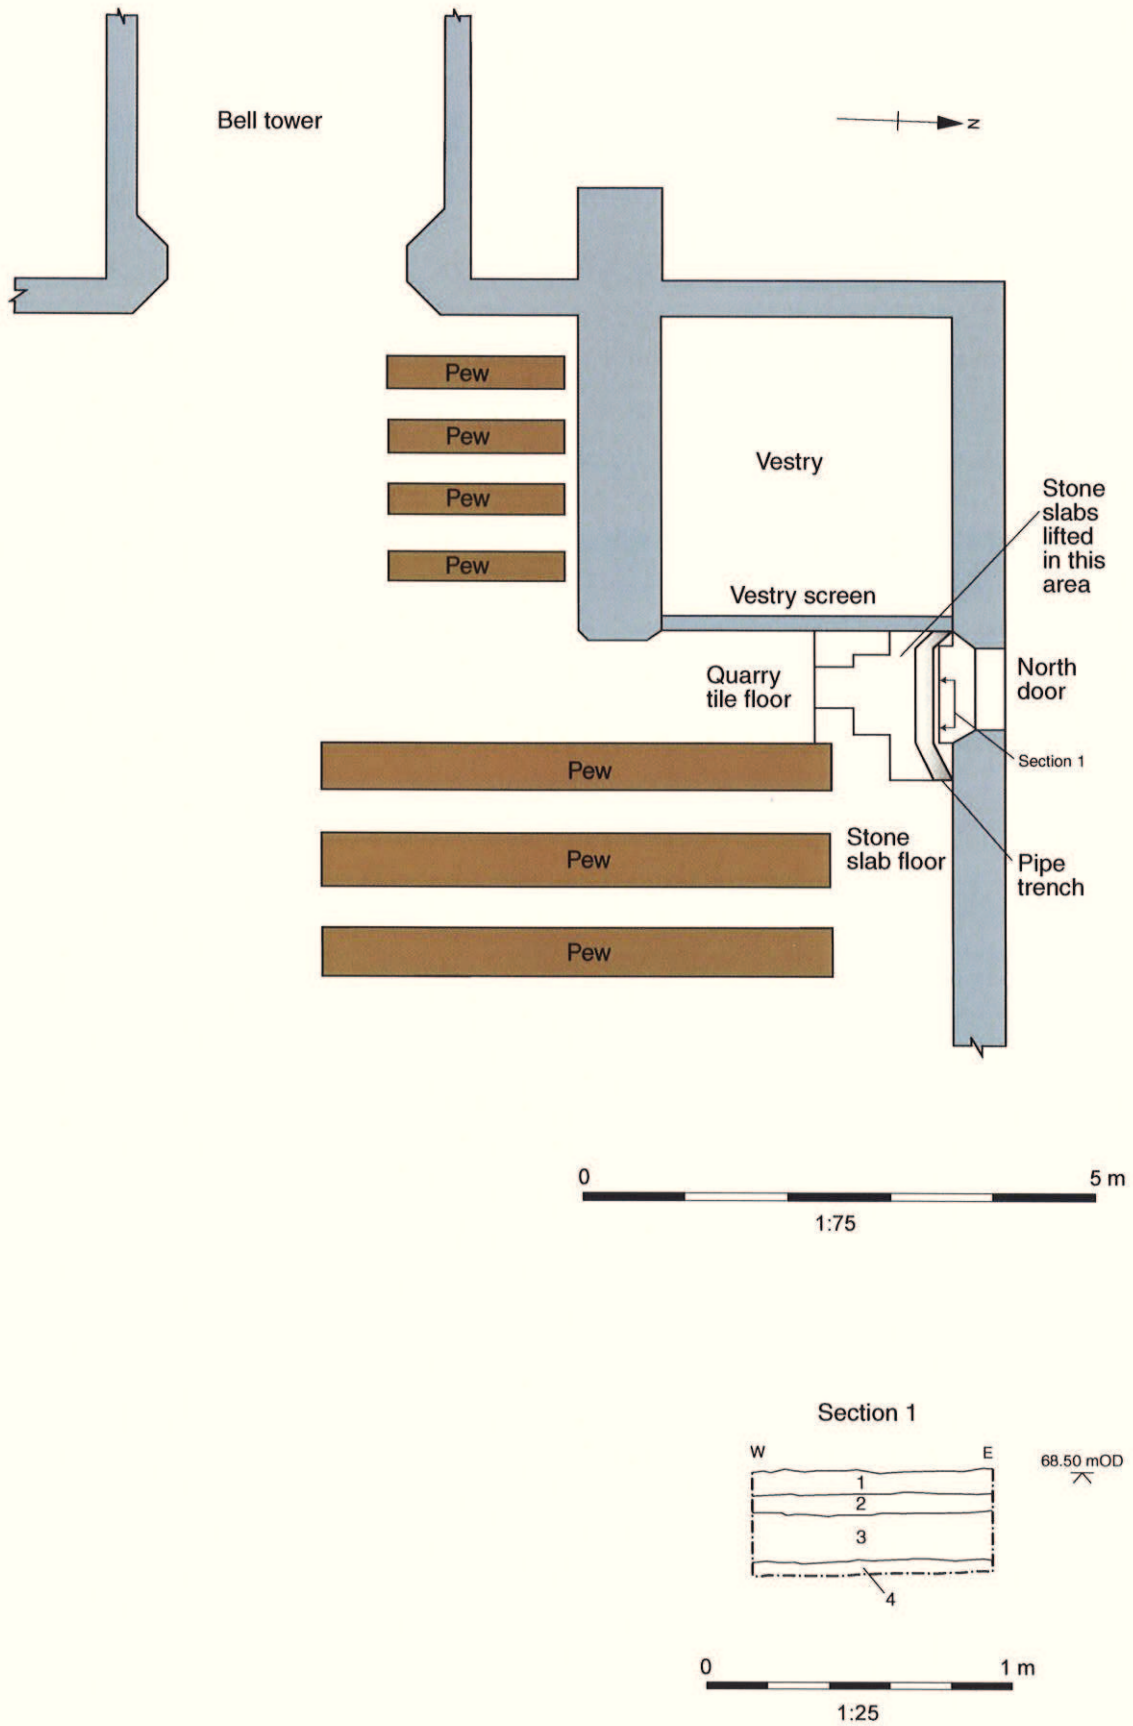 Bell tower
N
Pew
Pew
Pew
Pew
Vestry
Vestry screen
Stone
slabs
lifted
in this
area
Quarry
tile floor
North
door
Section 1
Pew
Pew
Pew
Stone
slab floor
Pipe
trench
0 5 m
1:75
Section 1
W E
68.50 mOD
1
2
3
4
0 1 m
1:25